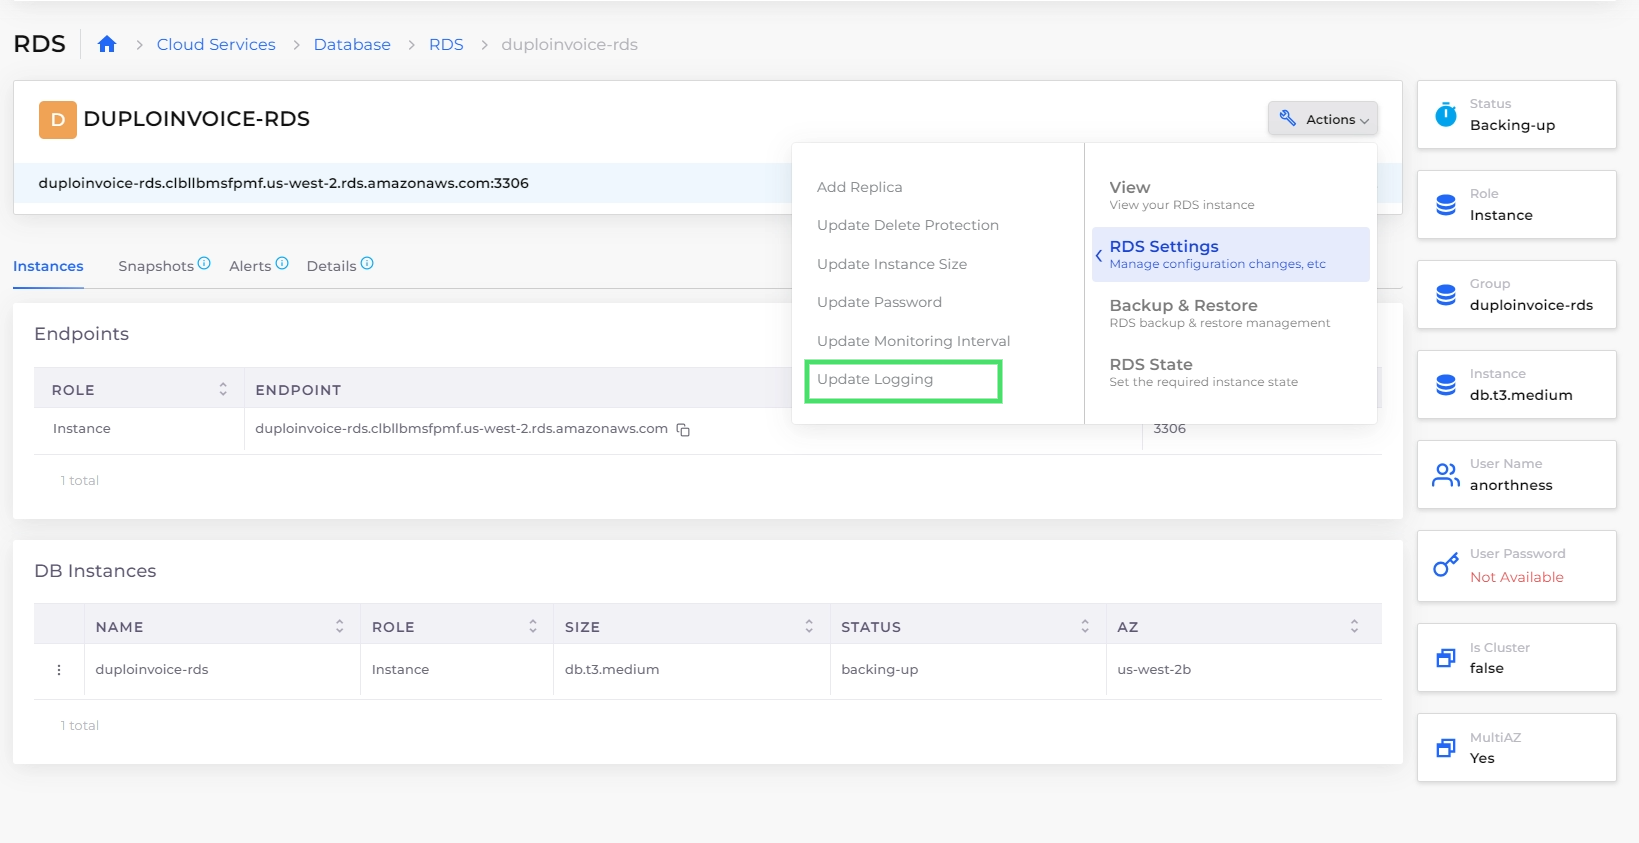 RDS
Cloud Services
Database
RDS
duploinvoice-rds
D
DUPLOINVOICE-RDS
Actions
duploinvoice-rds.clbllbmsfpmf.us-west-2.rds.amazonaws.com:3306
Add Replica
Update Delete Protection
Update Instance Size
Update Password
Update Monitoring Interval
Update Logging
View
View your RDS instance
RDS Settings
Manage configuration changes, etc
Backup & Restore
RDS backup & restore management
RDS State
Set the required instance state
Instances
Snapshots
Alerts
Details
Endpoints
ROLE
ENDPOINT
Instance
duploinvoice-rds.clbllbmsfpmf.us-west-2.rds.amazonaws.com
3306
1 total
DB Instances
NAME
ROLE
SIZE
STATUS
AZ
duploinvoice-rds
Instance
db.t3.medium
backing-up
us-west-2b
1 total
Status
Backing-up
Role
Instance
Group
duploinvoice-rds
Instance
db.t3.medium
User Name
anorthness
User Password
Not Available
Is Cluster
false
MultiAZ
Yes